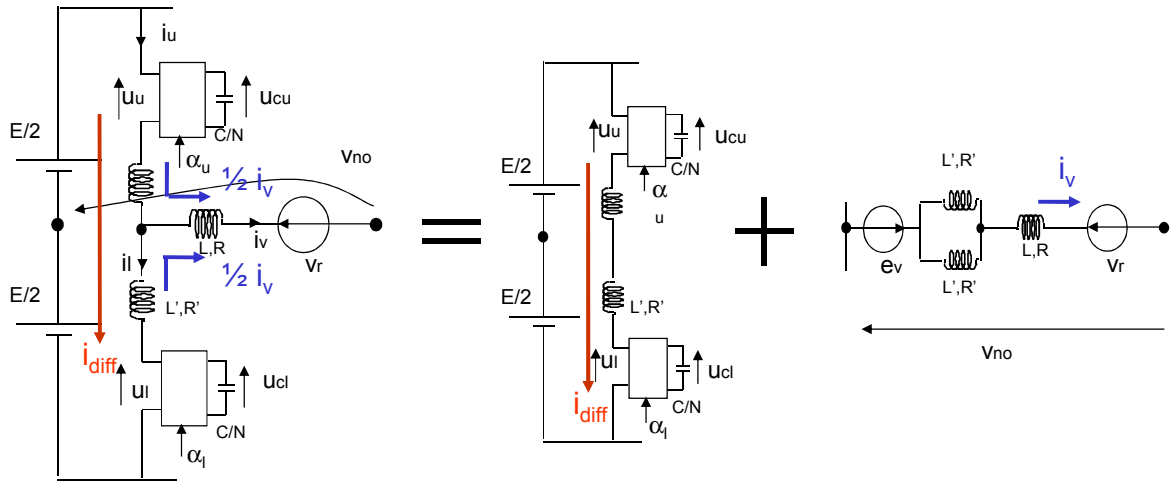 iu
uu
ucu
E/2
C/N
αu
vno
½ iv
L,R
iv
vr
il
½ iv
E/2
L',R'
idiff
ul
ucl
C/N
αl
=
uu
ucu
E/2
C/N
α
u
E/2
L',R'
ul
ucl
idiff
C/N
αl
+
L',R'
iv
ev
L,R
vr
L',R'
vno